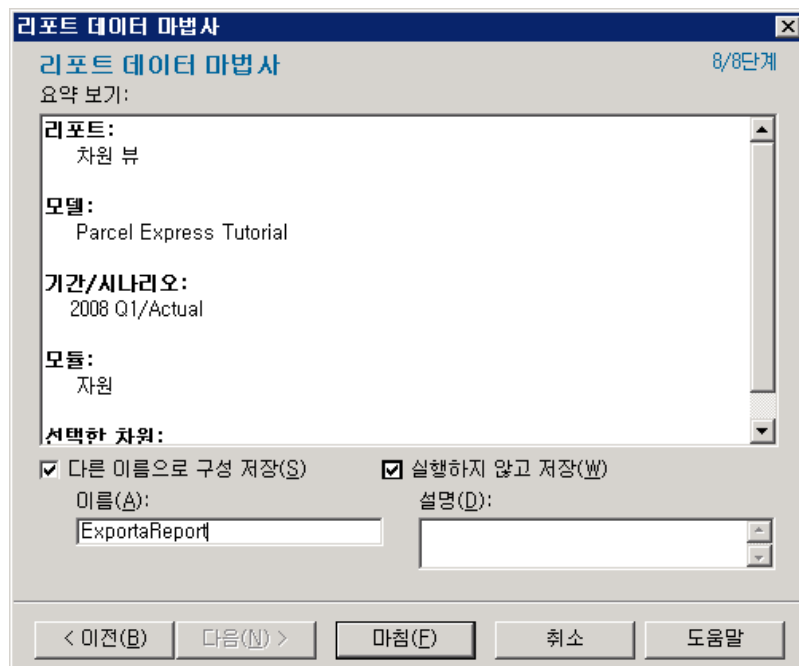 리포트 데이터 마법사
리포트 데이터 마법사
8/8단계
요약 보기:
리포트:
차원 뷰
모델:
Parcel Express Tutorial
기간/시나리오:
2008 Q1/Actual
모듈:
자원
선택한 차원:
다른 이름으로 구성 저장(S)
실행하지 않고 저장(W)
이름(A):
설명(D):
ExportaReport
< 이전(B)
다음(N) >
마침(F)
취소
도움말